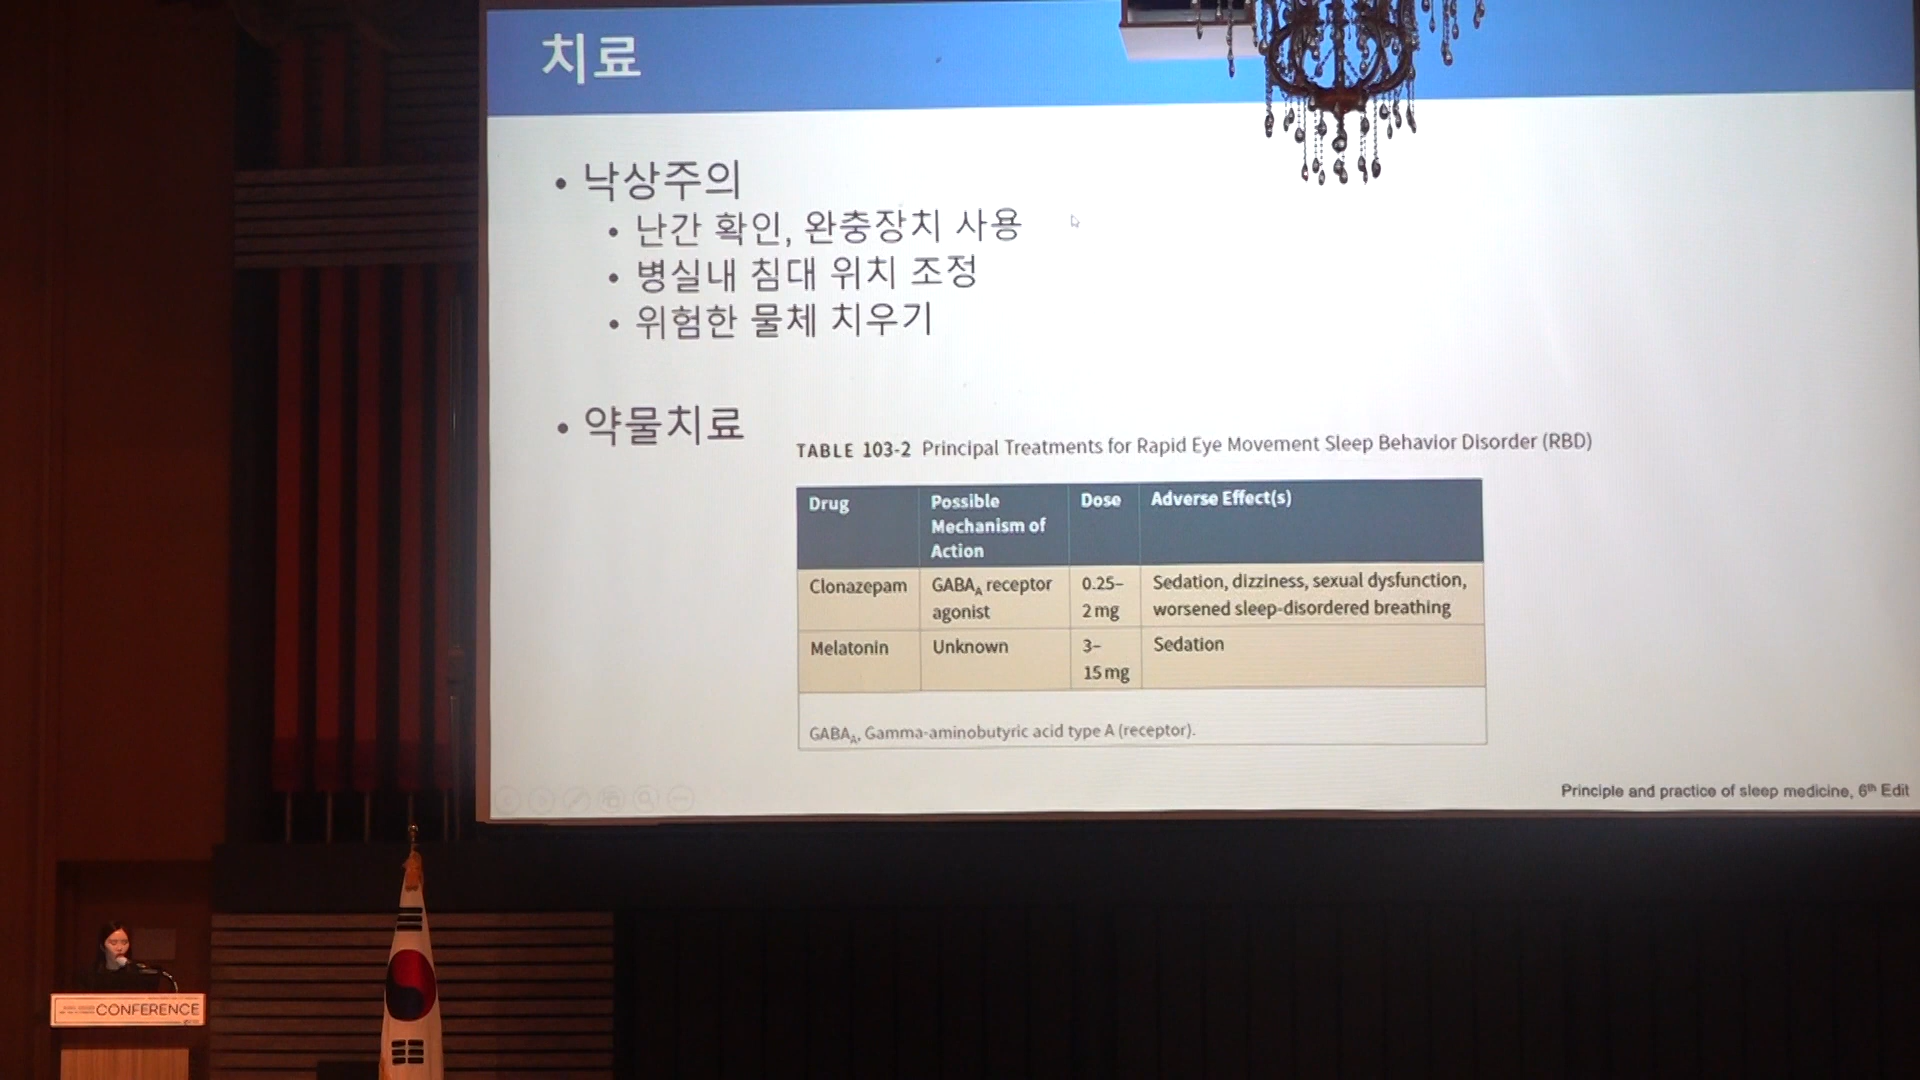 치료
• 낙상주의
• 난간 확인, 완충장치 사용
• 병실내 침대 위치 조정
• 위험한 물체 치우기
• 약물치료
TABLE 103-2 Principal Treatments for Rapid Eye Movement Sleep Behavior Disorder (RBD)
Drug
Possible
Mechanism of
Action
Dose
Adverse Effect(s)
Clonazepam
GABAA receptor
agonist
0.25–
2 mg
Sedation, dizziness, sexual dysfunction,
worsened sleep-disordered breathing
Melatonin
Unknown
3–
15 mg
Sedation
GABAA, Gamma-aminobutyric acid type A (receptor).
Principle and practice of sleep medicine, 6th Edit
CONFERENCE